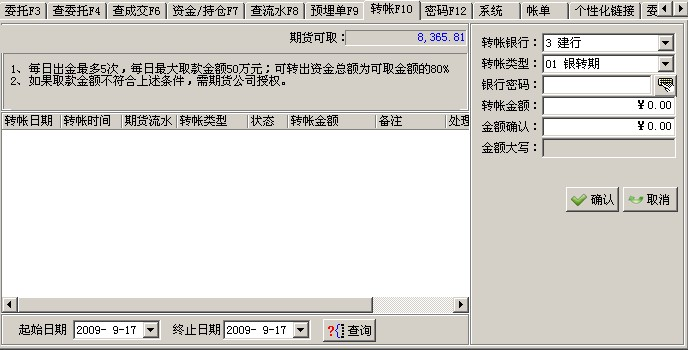 委托F3 查委托F4 查成交F6 资金/持仓F7 查流水F8 预埋单F9 转帐F10 密码F12 系统 帐单 个性化链接
期货可取: 8,365.81
1、每日出金最多5次，每日最大取款金额50万元；可转出资金总额为可取金额的80%
2、如果取款金额不符合上述条件，需期货公司授权。
转帐日期 转帐时间 期货流水 转帐类型 状态 转帐金额 备注 处理
起始日期 2009- 9-17 终止日期 2009- 9-17 查询
转帐银行: 3 建行
转帐类型: 01 银转期
银行密码:
转帐金额: ￥0.00
金额确认: ￥0.00
金额大写:
确认 取消